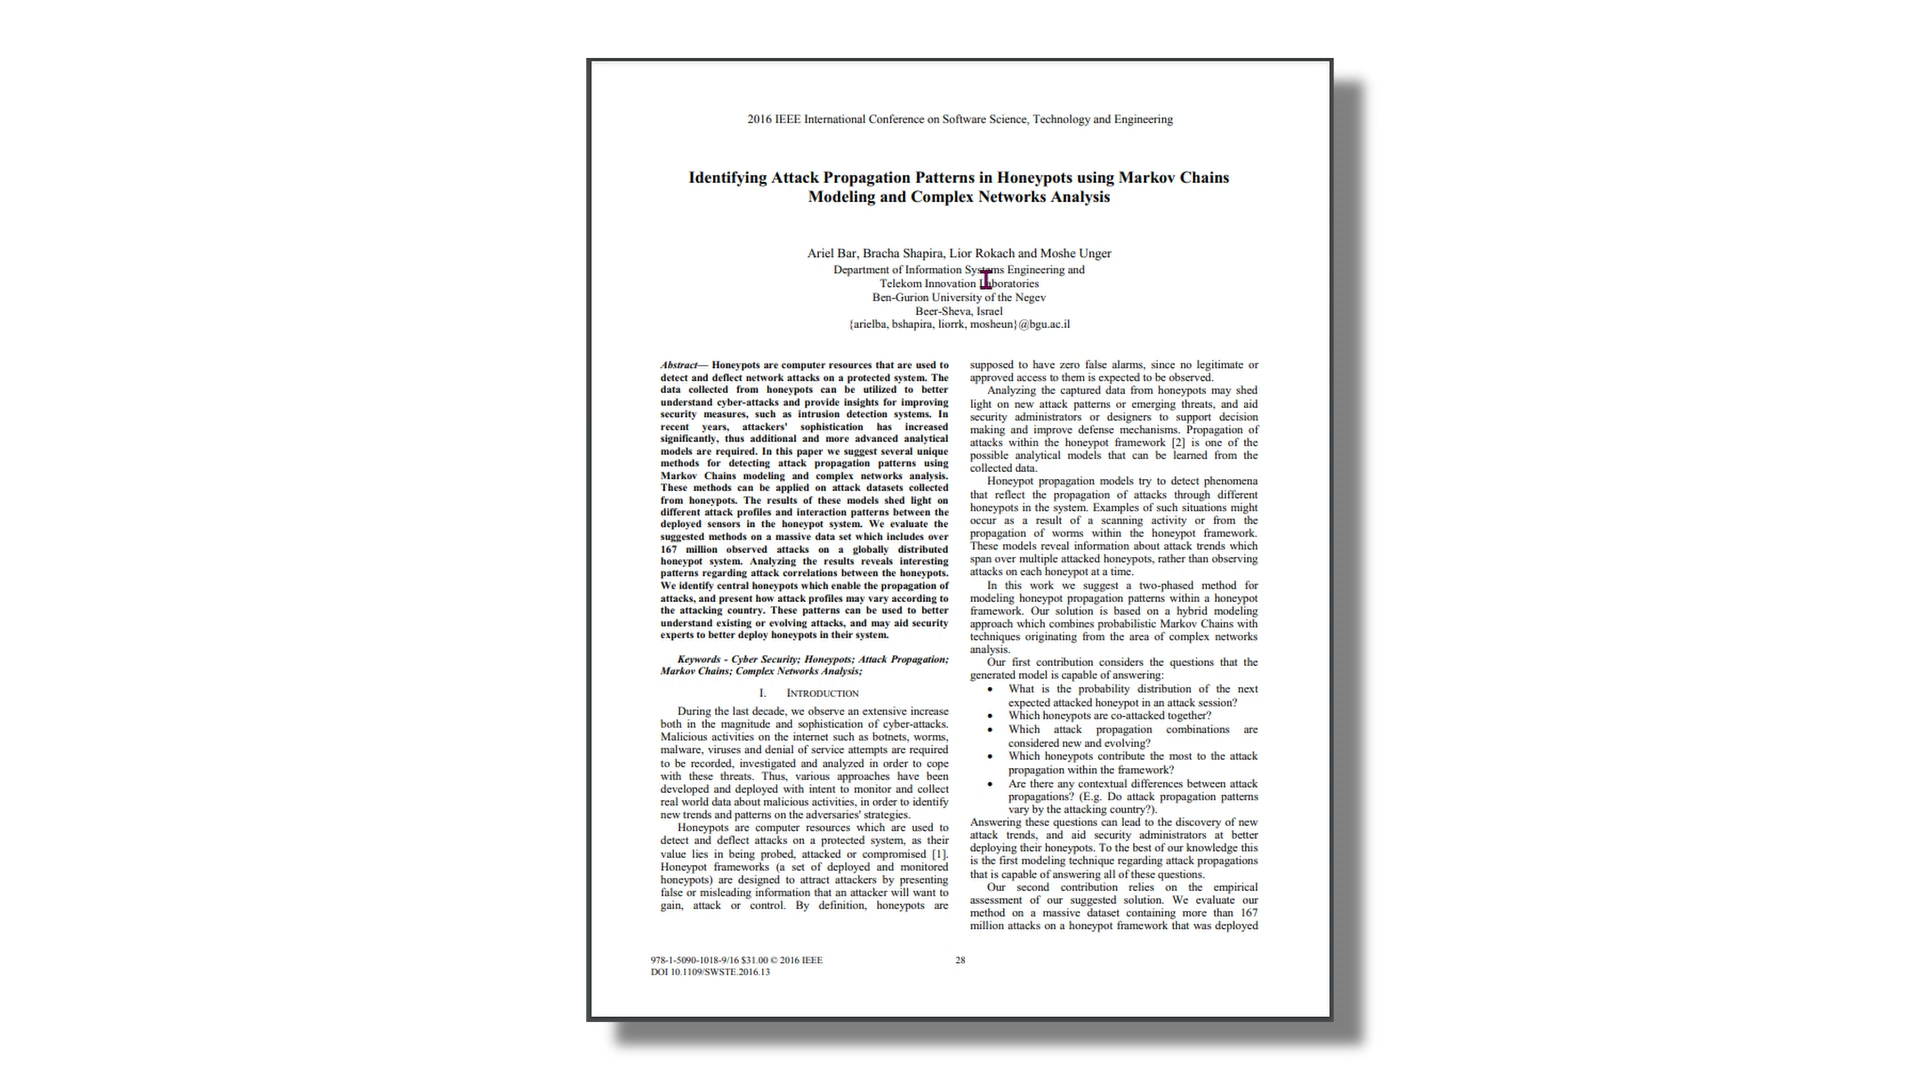 2016 IEEE International Conference on Software Science, Technology and Engineering
Identifying Attack Propagation Patterns in Honeypots using Markov Chains
Modeling and Complex Networks Analysis
Ariel Bar, Bracha Shapira, Lior Rokach and Moshe Unger
Department of Information Systems Engineering and
Telekom Innovation Laboratories
Ben-Gurion University of the Negev
Beer-Sheva, Israel
{arielba, bshapira, liorrk, mosheun}@bgu.ac.il
Abstract— Honeypots are computer resources that are used to
detect and deflect network attacks on a protected system. The
data collected from honeypots can be utilized to better
understand cyber-attacks and provide insights for improving
security measures, such as intrusion detection systems. In
recent years, attackers' sophistication has increased
significantly, thus additional and more advanced analytical
models are required. In this paper we suggest several unique
methods for detecting attack propagation patterns using
Markov Chains modeling and complex networks analysis.
These methods can be applied on attack datasets collected
from honeypots. The results of these models shed light on
different attack profiles and interaction patterns between the
deployed sensors in the honeypot system. We evaluate the
suggested methods on a massive data set which includes over
167 million observed attacks on a globally distributed
honeypot system. Analyzing the results reveals interesting
patterns regarding attack correlations between the honeypots.
We identify central honeypots which enable the propagation of
attacks, and present how attack profiles may vary according to
the attacking country. These patterns can be used to better
understand existing or evolving attacks, and may aid security
experts to better deploy honeypots in their system.
Keywords - Cyber Security; Honeypots; Attack Propagation;
Markov Chains; Complex Networks Analysis;
I. INTRODUCTION
During the last decade, we observe an extensive increase
both in the magnitude and sophistication of cyber-attacks.
Malicious activities on the internet such as botnets, worms,
malware, viruses and denial of service attempts are required
to be recorded, investigated and analyzed in order to cope
with these threats. Thus, various approaches have been
developed and deployed with intent to monitor and collect
real world data about malicious activities, in order to identify
new trends and patterns on the adversaries' strategies.
Honeypots are computer resources which are used to
detect and deflect attacks on a protected system, as their
value lies in being probed, attacked or compromised [1].
Honeypot frameworks (a set of deployed and monitored
honeypots) are designed to attract attackers by presenting
false or misleading information that an attacker will want to
gain, attack or control. By definition, honeypots are
supposed to have zero false alarms, since no legitimate or
approved access to them is expected to be observed.
Analyzing the captured data from honeypots may shed
light on new attack patterns or emerging threats, and aid
security administrators or designers to support decision
making and improve defense mechanisms. Propagation of
attacks within the honeypot framework [2] is one of the
possible analytical models that can be learned from the
collected data.
Honeypot propagation models try to detect phenomena
that reflect the propagation of attacks through different
honeypots in the system. Examples of such situations might
occur as a result of a scanning activity or from the
propagation of worms within the honeypot framework.
These models reveal information about attack trends which
span over multiple attacked honeypots, rather than observing
attacks on each honeypot at a time.
In this work we suggest a two-phased method for
modeling honeypot propagation patterns within a honeypot
framework. Our solution is based on a hybrid modeling
approach which combines probabilistic Markov Chains with
techniques originating from the area of complex networks
analysis.
Our first contribution considers the questions that the
generated model is capable of answering:
• What is the probability distribution of the next
expected attacked honeypot in an attack session?
• Which honeypots are co-attacked together?
• Which attack propagation combinations are
considered new and evolving?
• Which honeypots contribute the most to the attack
propagation within the framework?
• Are there any contextual differences between attack
propagations? (E.g. Do attack propagation patterns
vary by the attacking country?).
Answering these questions can lead to the discovery of new
attack trends, and aid security administrators at better
deploying their honeypots. To the best of our knowledge this
is the first modeling technique regarding attack propagations
that is capable of answering all of these questions.
Our second contribution relies on the empirical
assessment of our suggested solution. We evaluate our
method on a massive dataset containing more than 167
million attacks on a honeypot framework that was deployed
978-1-5090-1018-9/16 $31.00 © 2016 IEEE
DOI 10.1109/SWSTE.2016.13
28